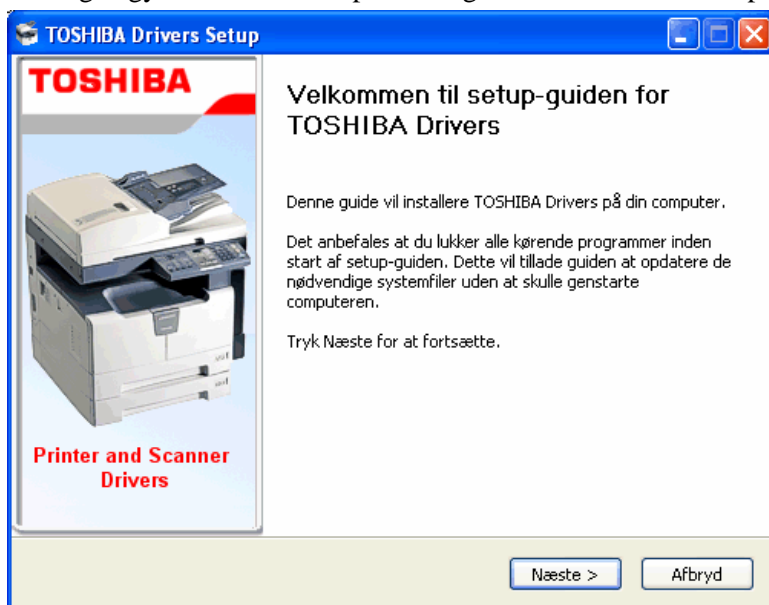 TOSHIBA Drivers Setup
TOSHIBA
Velkommen til setup-guiden for
TOSHIBA Drivers
Denne guide vil installere TOSHIBA Drivers på din computer.
Det anbefales at du lukker alle kørende programmer inden
start af setup-guiden. Dette vil tillade guiden at opdatere de
nødvendige systemfiler uden at skulle genstarte
computeren.
Tryk Næste for at fortsætte.
Printer and Scanner
Drivers
Næste >
Afbryd